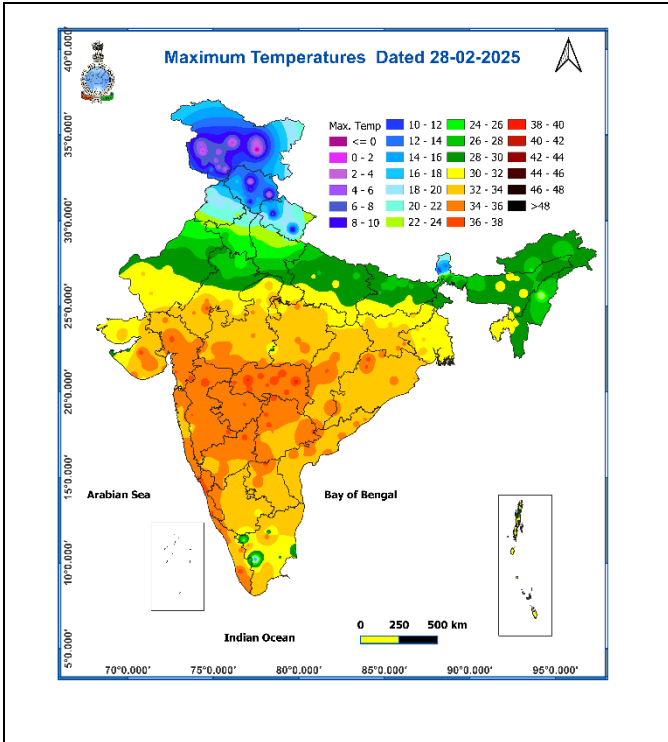 Maximum Temperatures Dated 28-02-2025
Max. Temp
<= 0
0 - 2
2 - 4
4 - 6
6 - 8
8 - 10
10 - 12
12 - 14
14 - 16
16 - 18
18 - 20
20 - 22
22 - 24
24 - 26
26 - 28
28 - 30
30 - 32
32 - 34
34 - 36
36 - 38
38 - 40
40 - 42
42 - 44
44 - 46
46 - 48
>48
40°0.000'
35°0.000'
30°0.000'
25°0.000'
20°0.000'
15°0.000'
10°0.000'
5°0.000'
Arabian Sea
Bay of Bengal
Indian Ocean
0 250 500 km
70°0.000' 75°0.000' 80°0.000' 85°0.000' 90°0.000' 95°0.000'